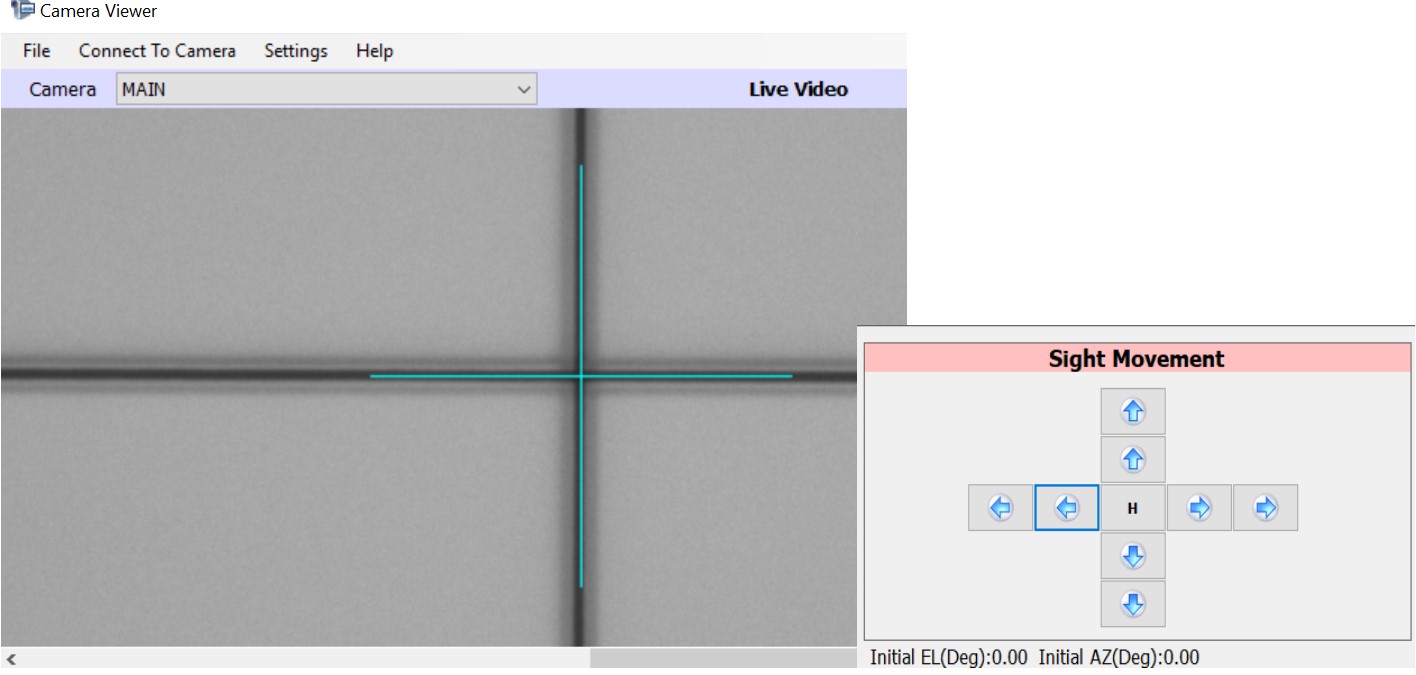 Camera Viewer
File Connect To Camera Settings Help
Camera MAIN Live Video
Sight Movement
H
Initial EL(Deg):0.00 Initial AZ(Deg):0.00